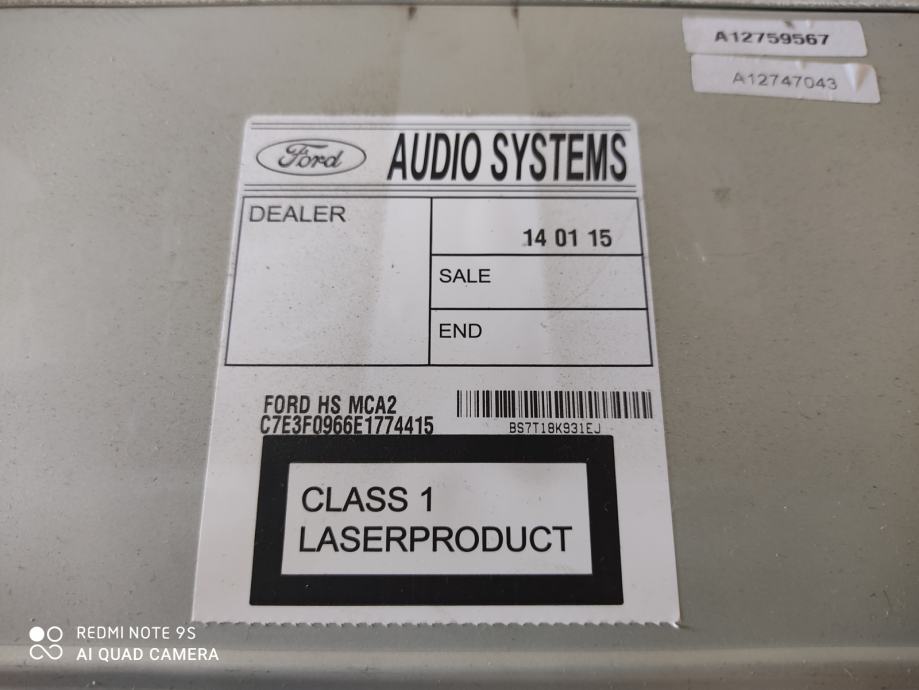 A12759567
A12747043
Ford AUDIO SYSTEMS
DEALER
14 01 15
SALE
END
FORD HS MCA2
C7E3F0966E1774415
BS7T18K931EJ
CLASS 1
LASERPRODUCT
REDMI NOTE 9S
AI QUAD CAMERA